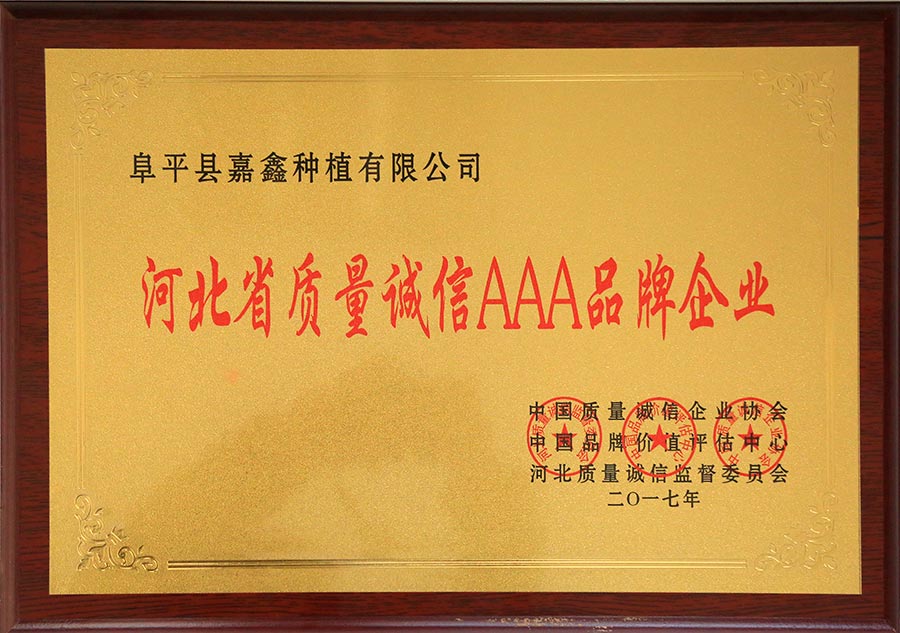 阜平县嘉鑫种植有限公司
河北省质量诚信AAA品牌企业
中国质量诚信企业协会
中国品牌价值评估中心
河北质量诚信监督委员会
二〇一七年